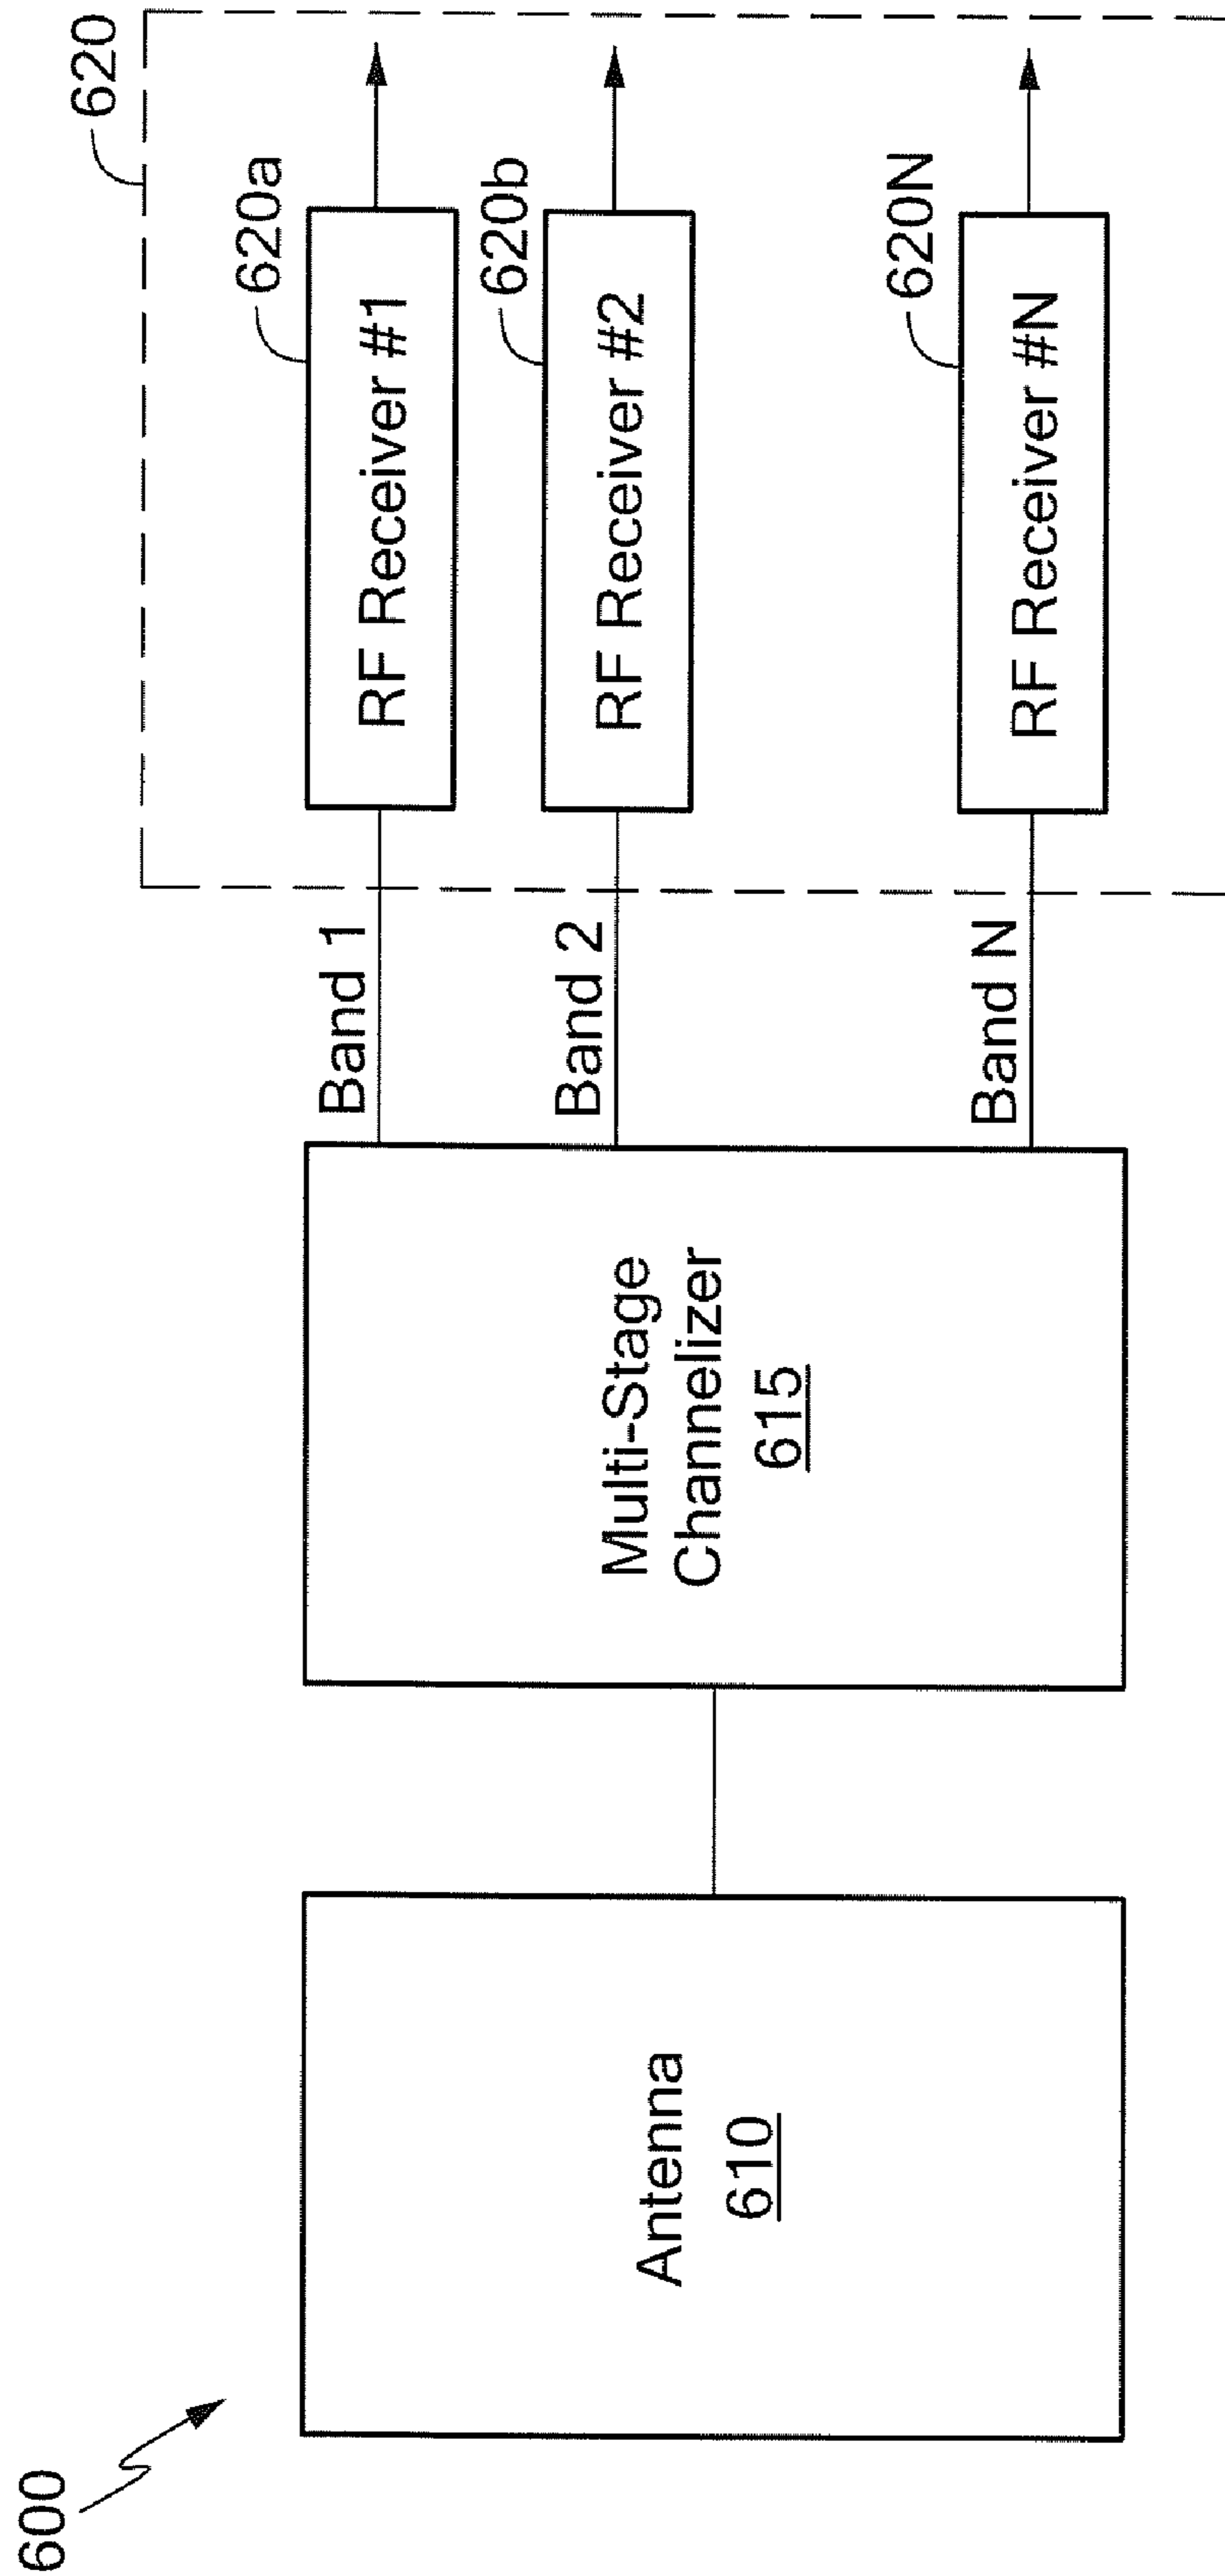 600
Antenna
610
Multi-Stage
Channelizer
615
Band 1
Band 2
Band N
620
620a
RF Receiver #1
620b
RF Receiver #2
620N
RF Receiver #N